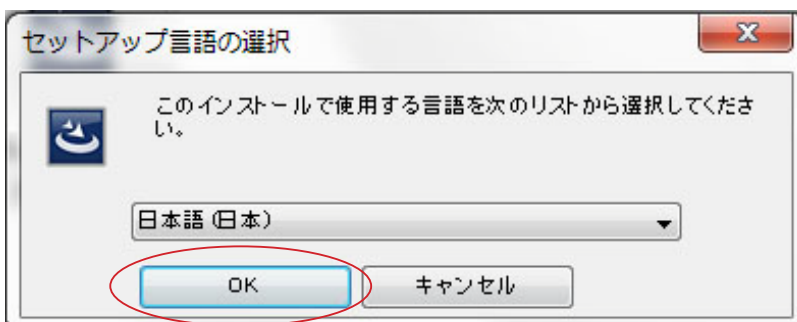 セットアップ言語の選択
このインストールで使用する言語を次のリストから選択してくださ
い。
日本語 (日本)
OK
キャンセル